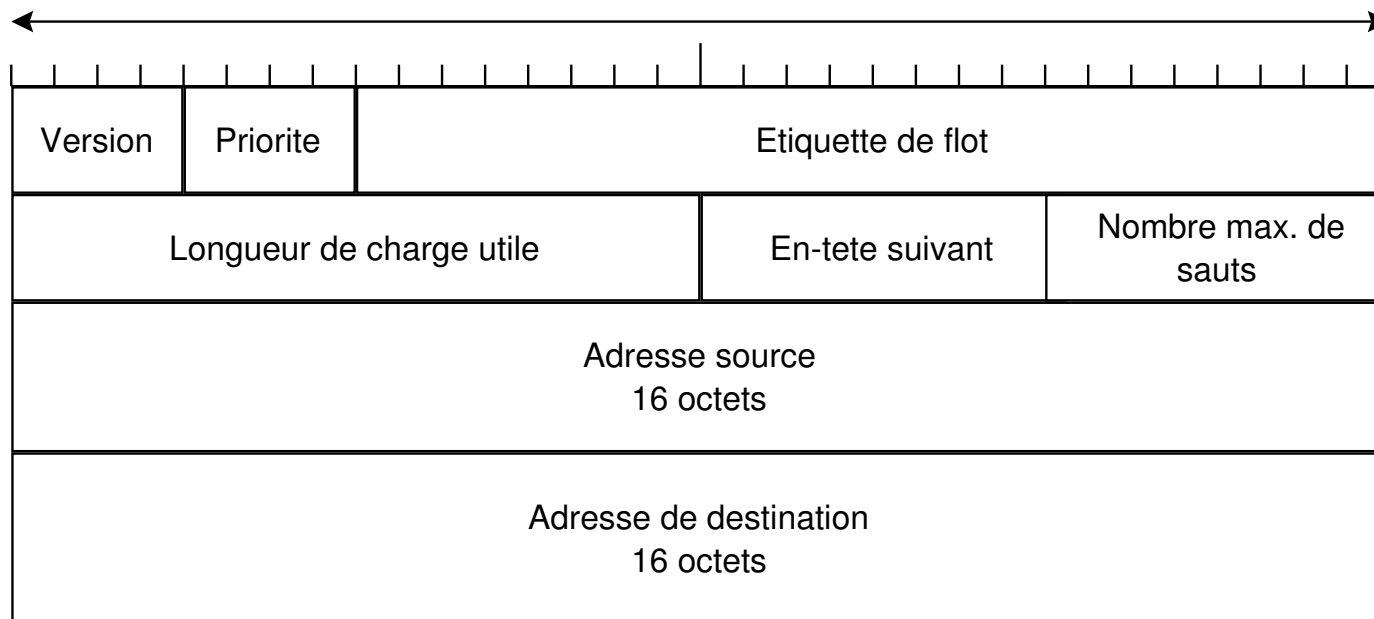 Version
Priorite
Etiquette de flot
Longueur de charge utile
En-tete suivant
Nombre max. de
sauts
Adresse source
16 octets
Adresse de destination
16 octets